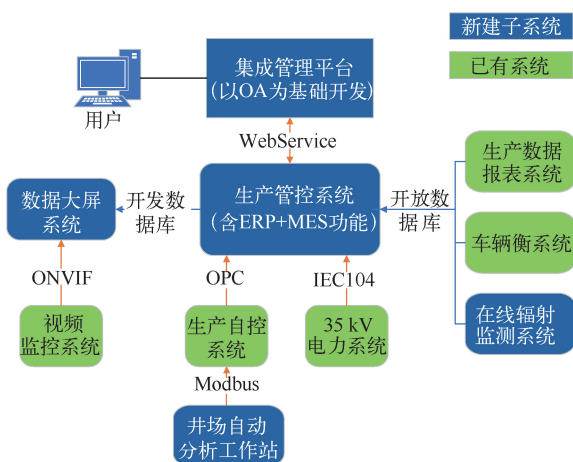 新建子系统
已有系统
集成管理平台
(以OA为基础开发)
用户
WebService
生产管控系统
(含ERP+MES功能)
数据大屏
系统
开发数
据库
开放数
据库
生产数据
报表系统
车辆衡系统
在线辐射
监测系统
ONVIF
OPC
IEC104
视频
监控系统
生产自控
系统
35 kV
电力系统
Modbus
井场自动
分析工作站